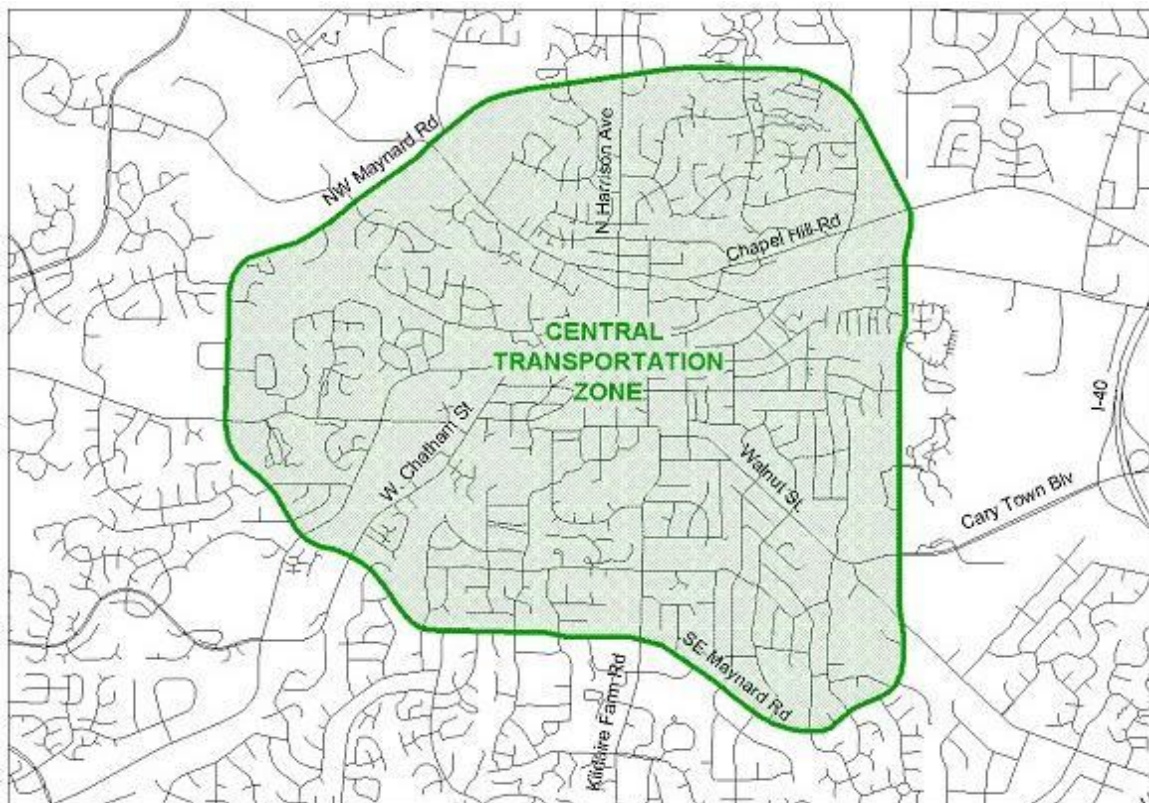 NW Maynard Rd
N Harrison Ave
Chapel Hill Rd
CENTRAL
TRANSPORTATION
ZONE
I-40
W. Chatham St
Walnut St.
Cary Town Blv
SE Maynard Rd
Kildaire Farm Rd